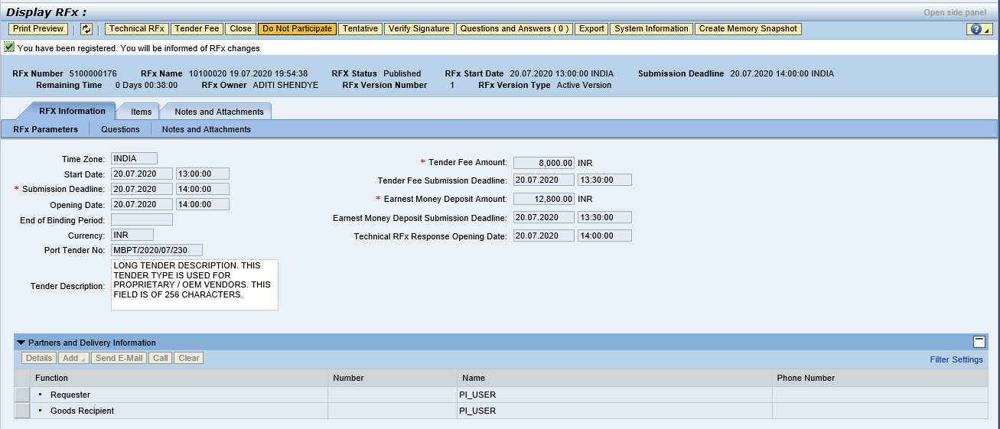 Display RFx :
Open side panel
Print Preview Technical RFx Tender Fee Close Do Not Participate Tentative Verify Signature Questions and Answers ( 0 ) Export System Information Create Memory Snapshot ?
You have been registered. You will be informed of RFx changes
RFx Number 5100000176 RFx Name 10100020 19.07.2020 19:54:38 RFX Status Published RFx Start Date 20.07.2020 13:00:00 INDIA Submission Deadline 20.07.2020 14:00:00 INDIA
Remaining Time 0 Days 00:38:00 RFx Owner ADITI SHENDYE RFx Version Number 1 RFx Version Type Active Version
RFX Information Items Notes and Attachments
RFx Parameters Questions Notes and Attachments
Time Zone: INDIA
Start Date: 20.07.2020 13:00:00
* Submission Deadline: 20.07.2020 14:00:00
Opening Date: 20.07.2020 14:00:00
End of Binding Period:
Currency: INR
Port Tender No: MBPT/2020/07/230
Tender Description: LONG TENDER DESCRIPTION. THIS
TENDER TYPE IS USED FOR
PROPRIETARY / OEM VENDORS. THIS
FIELD IS OF 256 CHARACTERS.
* Tender Fee Amount: 8,000.00 INR
Tender Fee Submission Deadline: 20.07.2020 13:30:00
* Earnest Money Deposit Amount: 12,800.00 INR
Earnest Money Deposit Submission Deadline: 20.07.2020 13:30:00
Technical RFx Response Opening Date: 20.07.2020 14:00:00
Partners and Delivery Information
Details Add Send E-Mail Call Clear Filter Settings
Function Number Name Phone Number
Requester PI_USER
Goods Recipient PI_USER